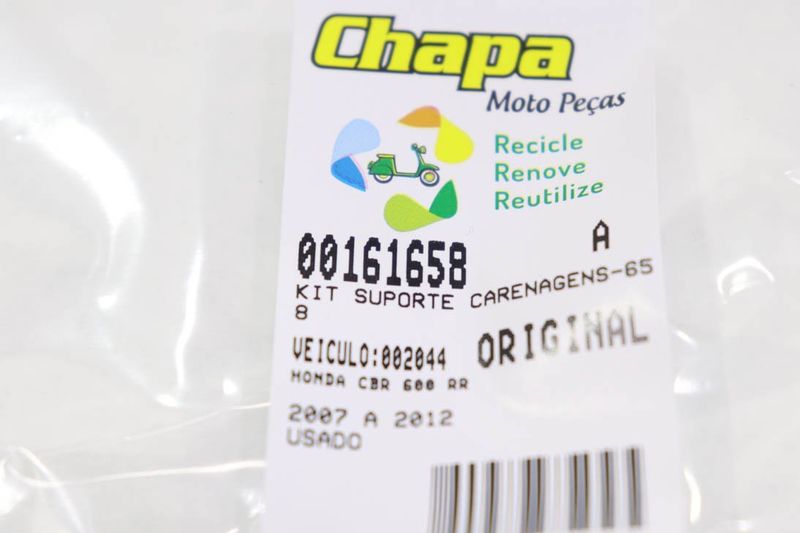 Chapa
Moto Peças
Recicle
Renove
Reutilize
00161658
A
KIT SUPORTE CARENAGENS-65
8
VEICULO:002044
ORIGINAL
HONDA CBR 600 RR
2007 A 2012
USADO